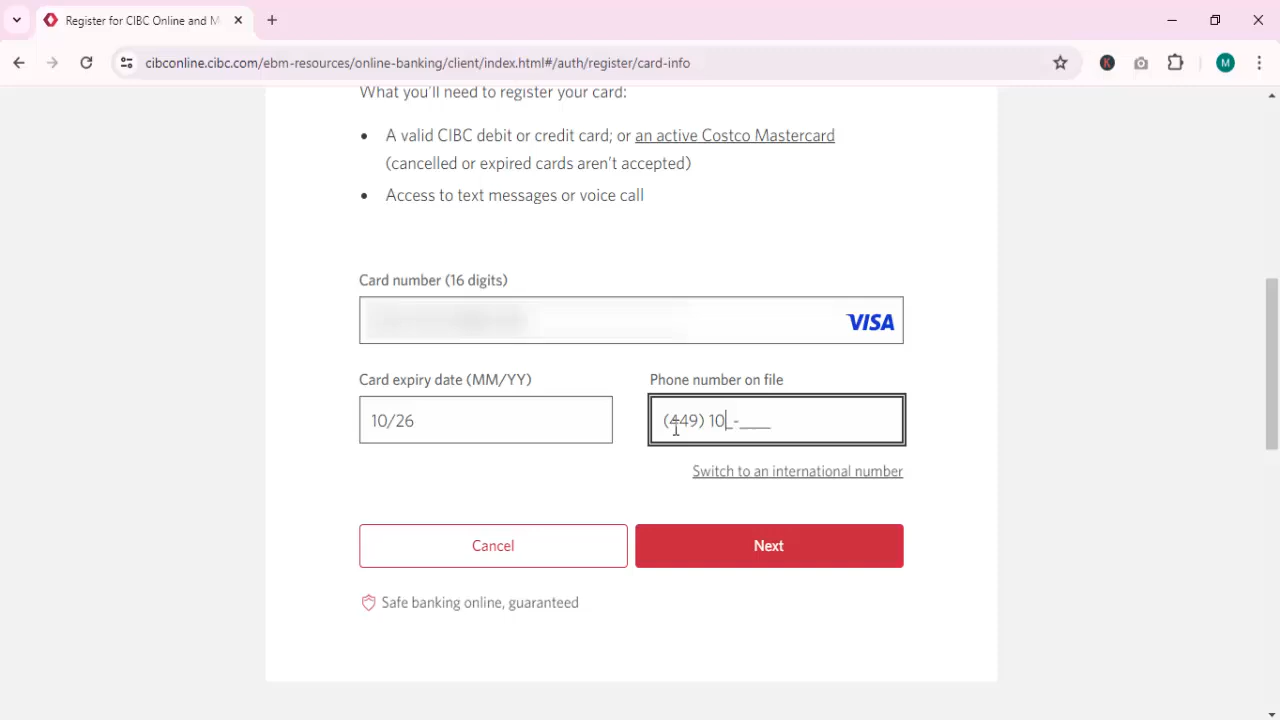 Register for CIBC Online and M
cibconline.cibc.com/ebm-resources/online-banking/client/index.html#/auth/register/card-info
K
M
What you'll need to register your card:
• A valid CIBC debit or credit card; or an active Costco Mastercard
(cancelled or expired cards aren't accepted)
• Access to text messages or voice call
Card number (16 digits)
VISA
Card expiry date (MM/YY)
Phone number on file
10/26
(449) 10_-____
Switch to an international number
Cancel
Next
Safe banking online, guaranteed